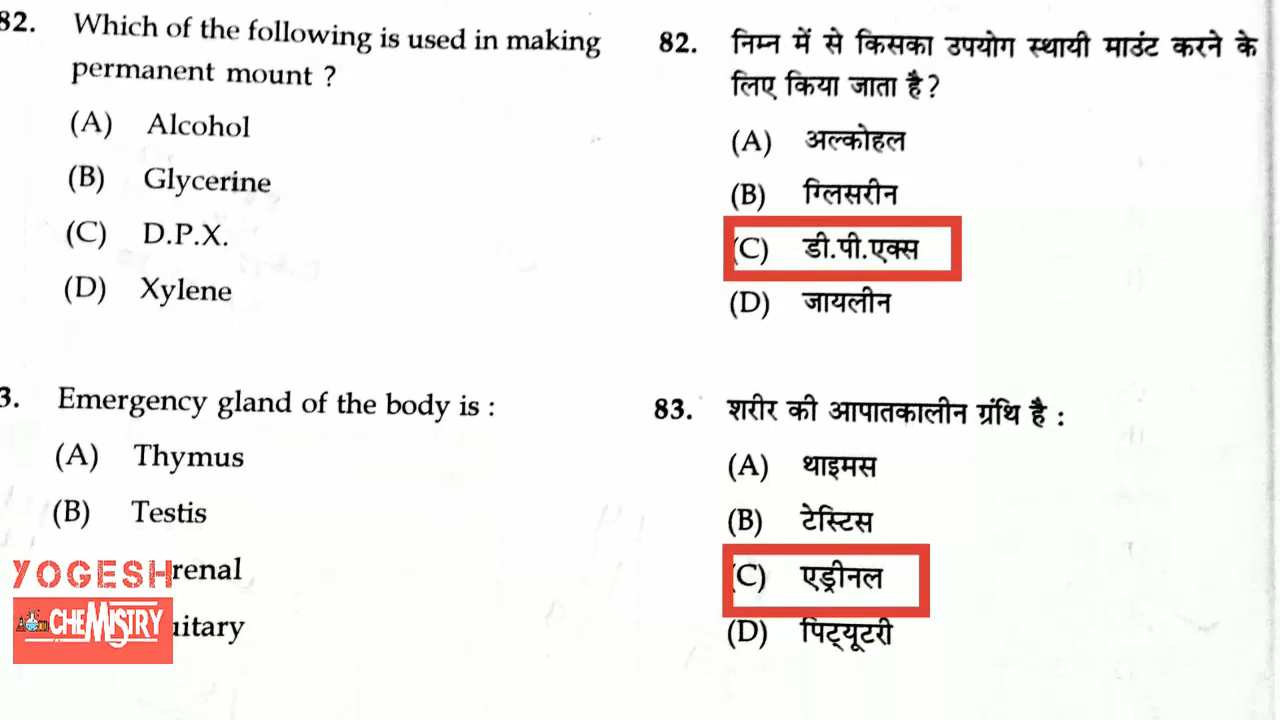 82. Which of the following is used in making
permanent mount ?
(A) Alcohol
(B) Glycerine
(C) D.P.X.
(D) Xylene
3. Emergency gland of the body is :
(A) Thymus
(B) Testis
renal
uitary
YOGESH
CHEMISTRY
82. निम्न में से किसका उपयोग स्थायी माउंट करने के
लिए किया जाता है ?
(A) अल्कोहल
(B) ग्लिसरीन
(C) डी.पी.एक्स
(D) जायलीन
83. शरीर की आपातकालीन ग्रंथि है :
(A) थाइमस
(B) टेस्टिस
(C) एड्रीनल
(D) पिट्यूटरी